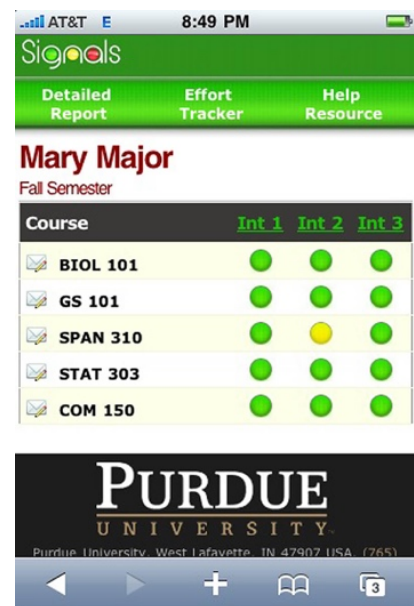 AT&T E 8:49 PM
Signals
Detailed Report Effort Tracker Help Resource
Mary Major
Fall Semester
Course Int 1 Int 2 Int 3
BIOL 101
GS 101
SPAN 310
STAT 303
COM 150
PURDUE
UNIVERSITY
Purdue University, West Lafayette, IN 47907 USA, (765)
3